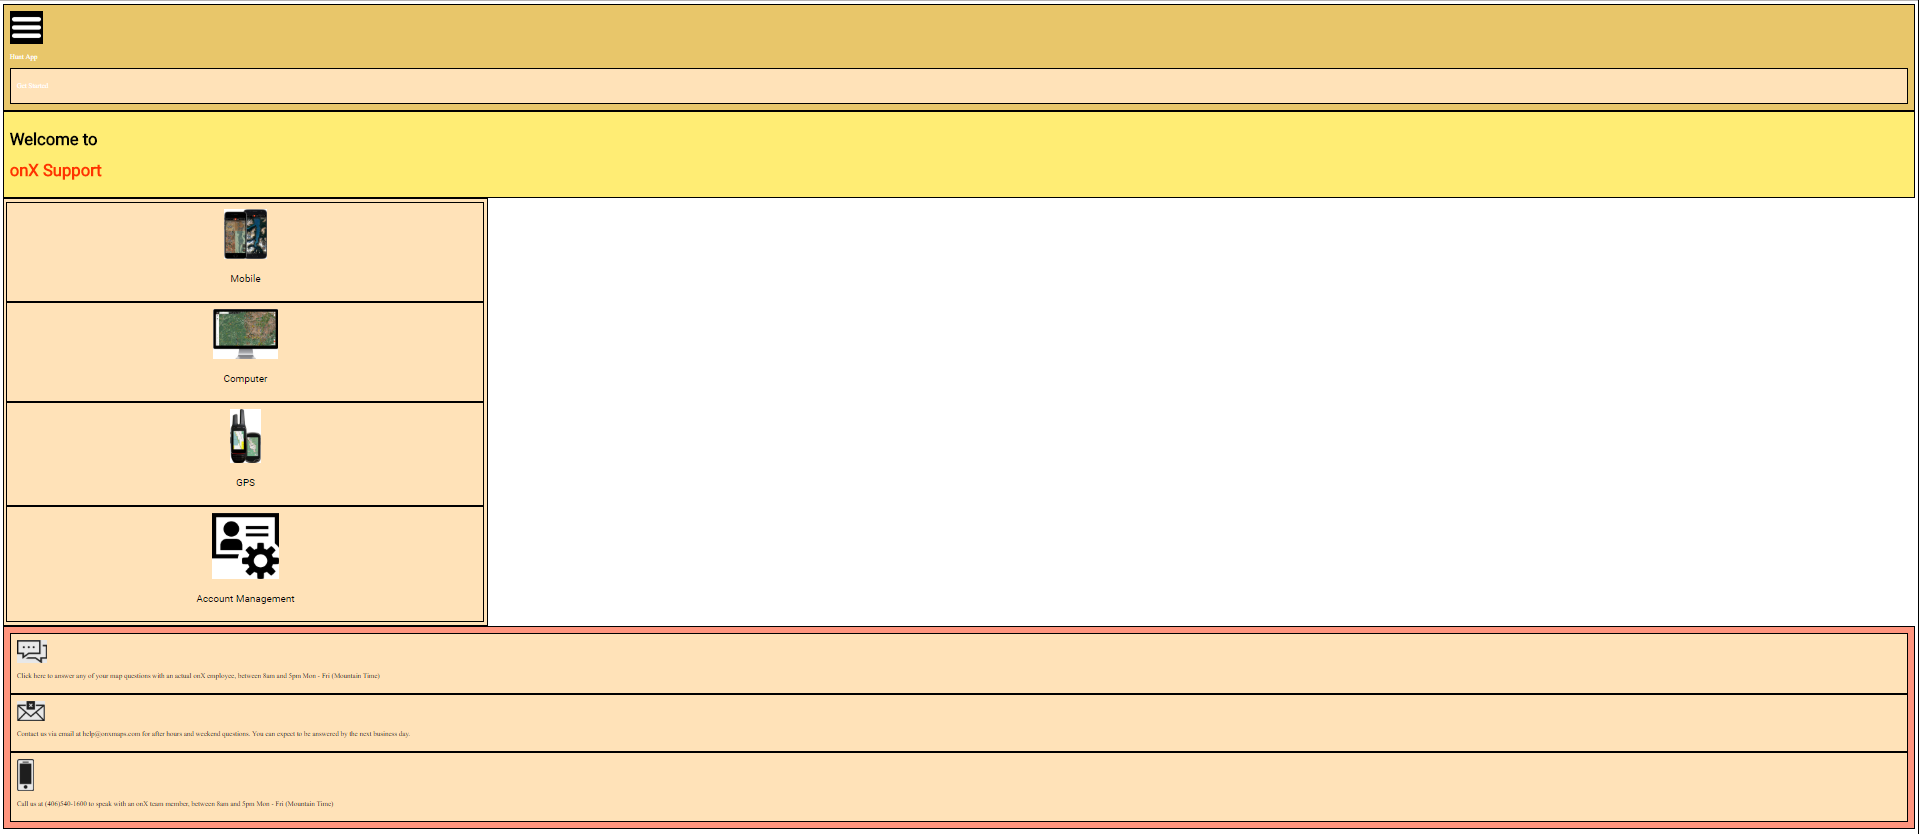 Hunt App
Get Started
Welcome to
onX Support
Mobile
Computer
GPS
Account Management
Click here to answer any of your map questions with an actual onX employee, between 8am and 5pm Mon - Fri (Mountain Time)
Contact us via email at help@onxmaps.com for after hours and weekend questions. You can expect to be answered by the next business day.
Call us at (406)540-1600 to speak with an onX team member, between 8am and 5pm Mon - Fri (Mountain Time)